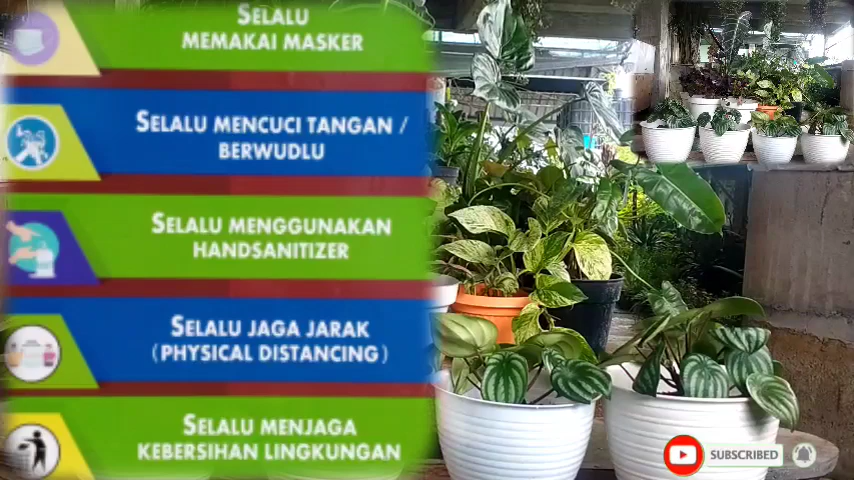 SELALU
MEMAKAI MASKER
SELALU MENCUCI TANGAN /
BERWUDLU
SELALU MENGGUNAKAN
HANDSANITIZER
SELALU JAGA JARAK
(PHYSICAL DISTANCING)
SELALU MENJAGA
KEBERSIHAN LINGKUNGAN
SUBSCRIBED